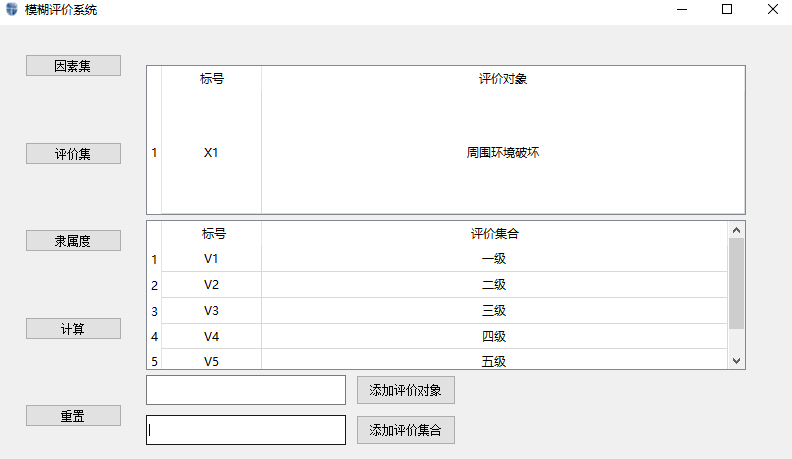 模糊评价系统
因素集
评价集
隶属度
计算
重置
标号 评价对象
1 X1 周围环境破坏
标号 评价集合
1 V1 一级
2 V2 二级
3 V3 三级
4 V4 四级
5 V5 五级
添加评价对象
添加评价集合